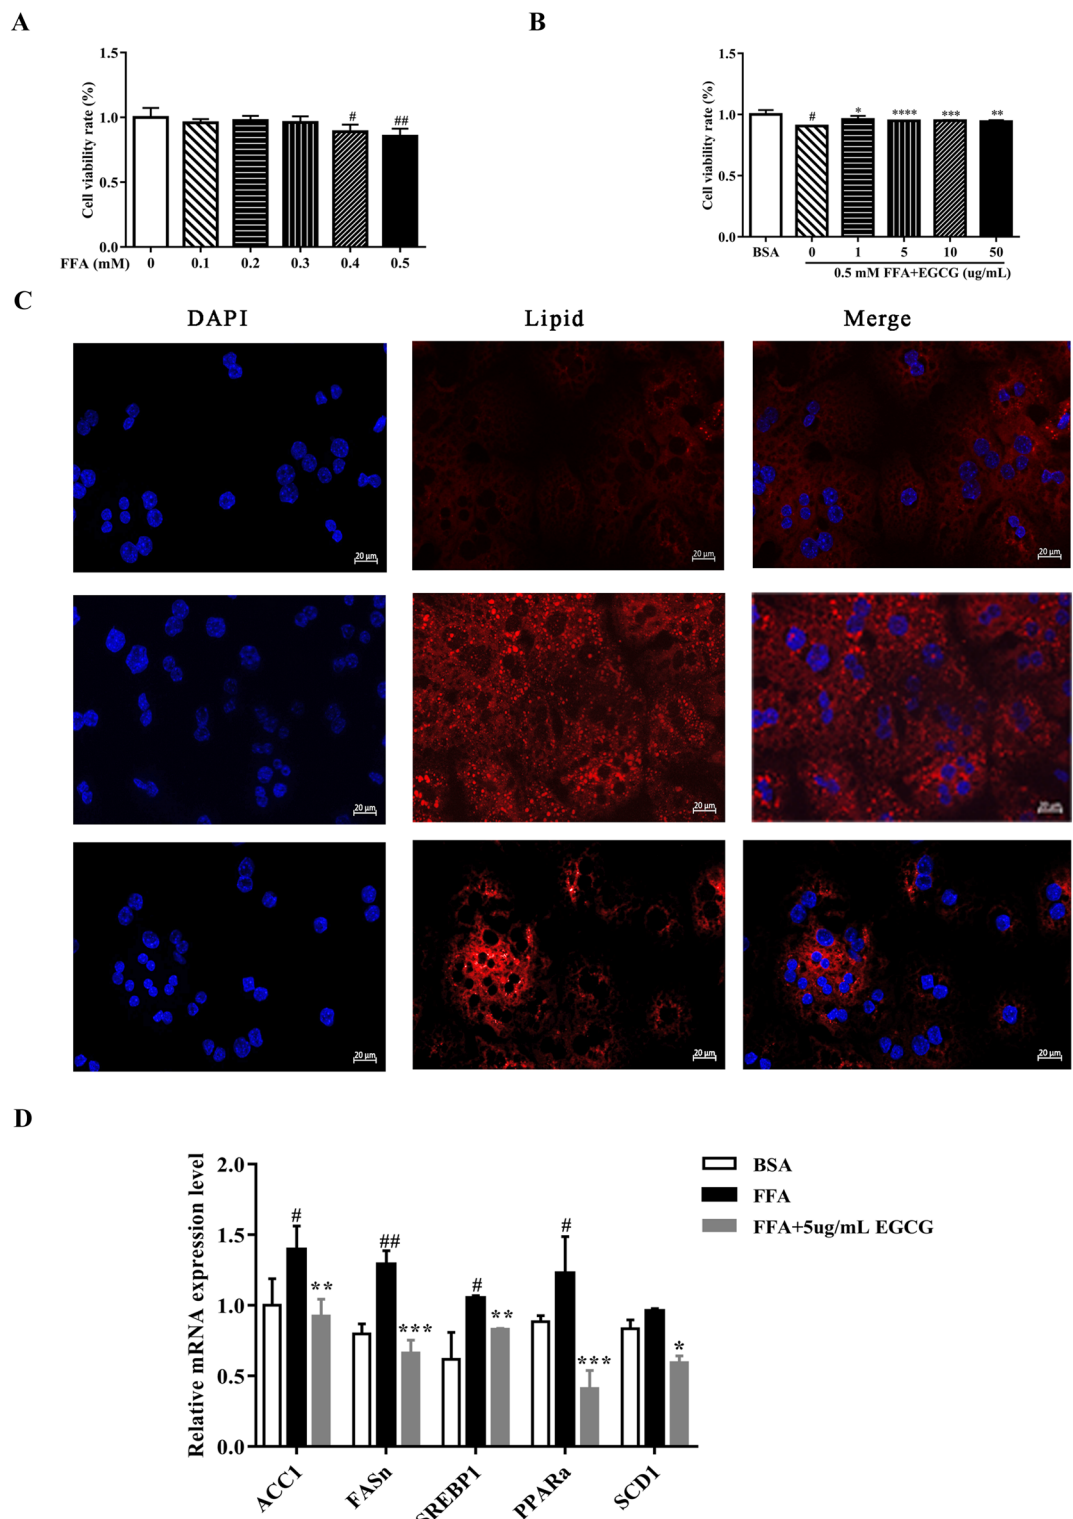 A
B
1.5
1.0
0.5
0.0
Cell viability rate (%)
#
##
FFA (mM) 0 0.1 0.2 0.3 0.4 0.5
1.5
1.0
0.5
0.0
Cell viability rate (%)
# * **** *** **
BSA 0 1 5 10 50
0.5 mM FFA+EGCG (ug/mL)
C
DAPI Lipid Merge
20 μm 20 μm 20 μm
20 μm 20 μm 20 μm
20 μm 20 μm 20 μm
D
2.0
1.5
1.0
0.5
0.0
Relative mRNA expression level
# ** ## *** # ** # *** *
ACC1 FASn SREBP1 PPARa SCD1
BSA
FFA
FFA+5ug/mL EGCG